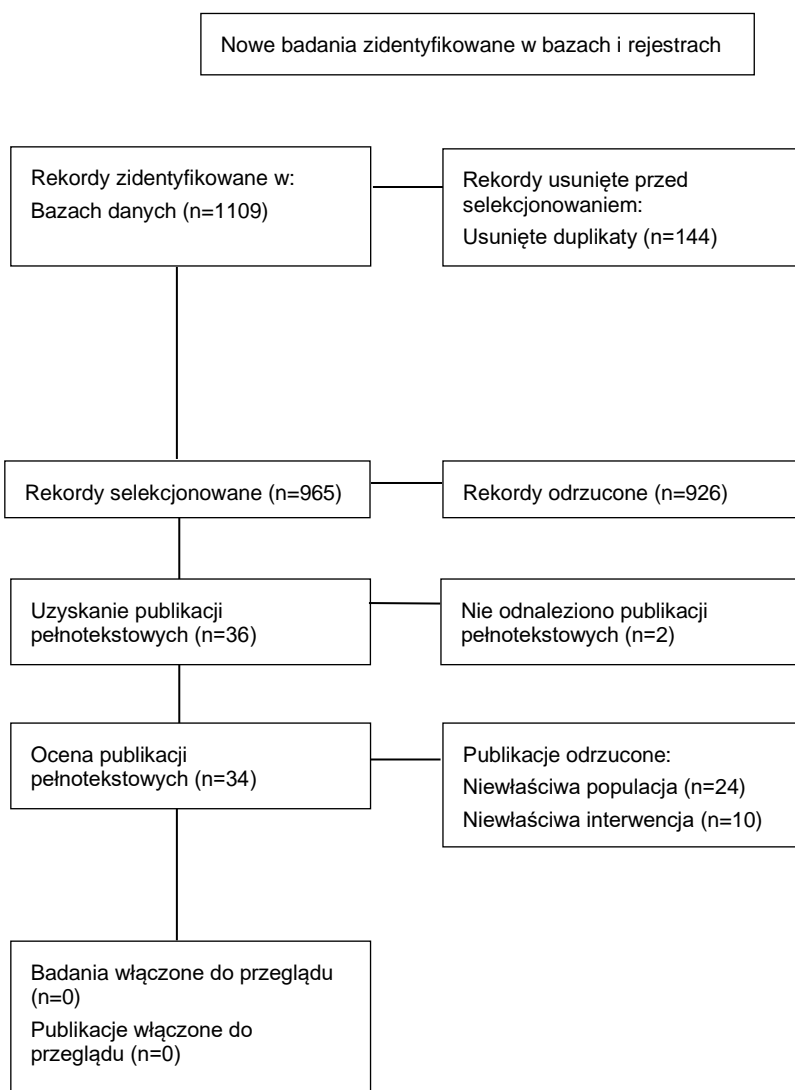 Nowe badania zidentyfikowane w bazach i rejestrach
Rekordy zidentyfikowane w:
Bazach danych (n=1109)
Rekordy usunięte przed
selekcjonowaniem:
Usunięte duplikaty (n=144)
Rekordy selekcjonowane (n=965)
Rekordy odrzucone (n=926)
Uzyskanie publikacji
pełnotekstowych (n=36)
Nie odnaleziono publikacji
pełnotekstowych (n=2)
Ocena publikacji
pełnotekstowych (n=34)
Publikacje odrzucone:
Niewłaściwa populacja (n=24)
Niewłaściwa interwencja (n=10)
Badania włączone do przeglądu
(n=0)
Publikacje włączone do
przeglądu (n=0)